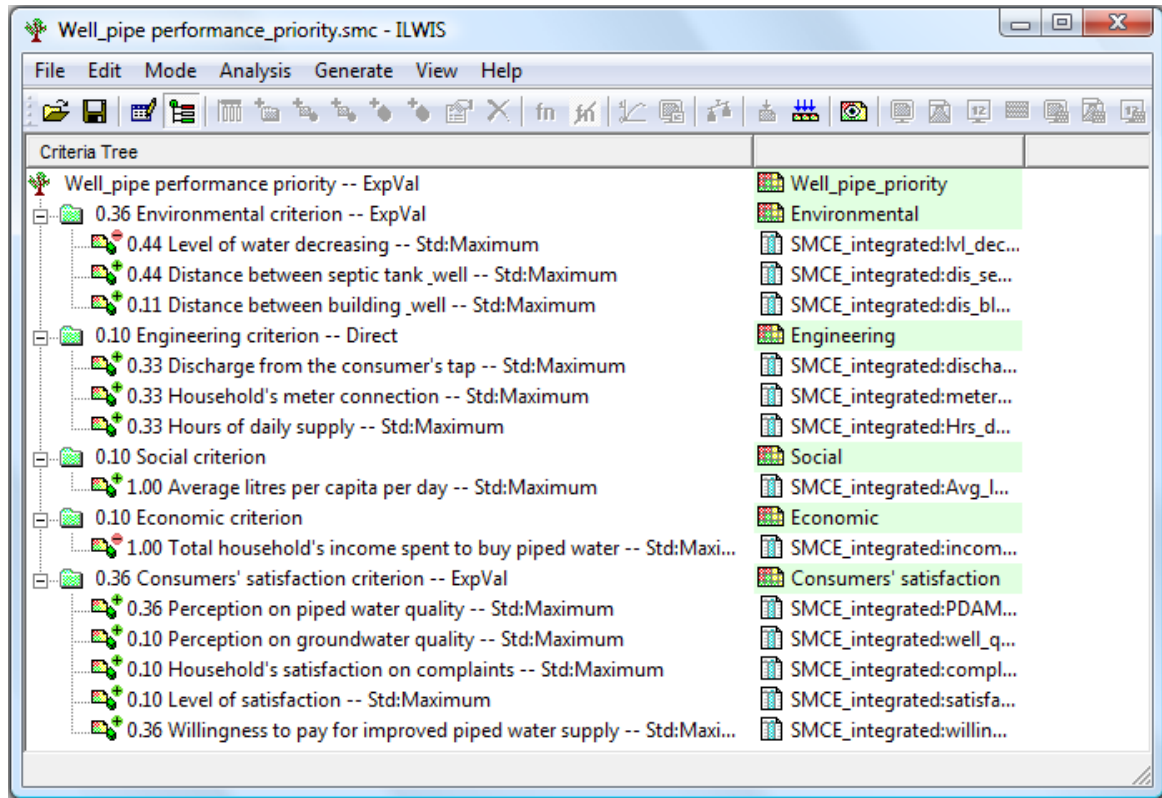 Well_pipe performance_priority.smc - ILWIS
File Edit Mode Analysis Generate View Help
fn
Criteria Tree
Well_pipe performance priority -- ExpVal Well_pipe_priority
0.36 Environmental criterion -- ExpVal Environmental
0.44 Level of water decreasing -- Std:Maximum SMCE_integrated:lvl_dec...
0.44 Distance between septic tank _well -- Std:Maximum SMCE_integrated:dis_se...
0.11 Distance between building _well -- Std:Maximum SMCE_integrated:dis_bl...
0.10 Engineering criterion -- Direct Engineering
0.33 Discharge from the consumer's tap -- Std:Maximum SMCE_integrated:discha...
0.33 Household's meter connection -- Std:Maximum SMCE_integrated:meter...
0.33 Hours of daily supply -- Std:Maximum SMCE_integrated:Hrs_d...
0.10 Social criterion Social
1.00 Average litres per capita per day -- Std:Maximum SMCE_integrated:Avg_l...
0.10 Economic criterion Economic
1.00 Total household's income spent to buy piped water -- Std:Maxi... SMCE_integrated:incom...
0.36 Consumers' satisfaction criterion -- ExpVal Consumers' satisfaction
0.36 Perception on piped water quality -- Std:Maximum SMCE_integrated:PDAM...
0.10 Perception on groundwater quality -- Std:Maximum SMCE_integrated:well_q...
0.10 Household's satisfaction on complaints -- Std:Maximum SMCE_integrated:compl...
0.10 Level of satisfaction -- Std:Maximum SMCE_integrated:satisfa...
0.36 Willingness to pay for improved piped water supply -- Std:Maxi... SMCE_integrated:willin...